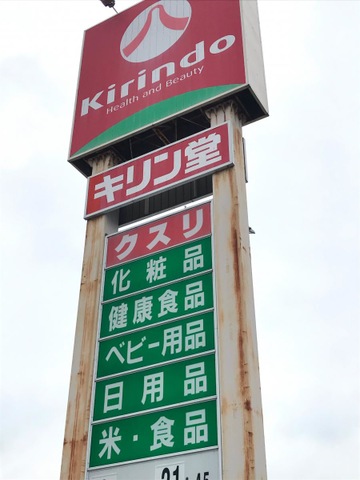 Kirindo
Health and Beauty
キリン堂
クスリ
化粧品
健康食品
ベビー用品
日用品
米・食品